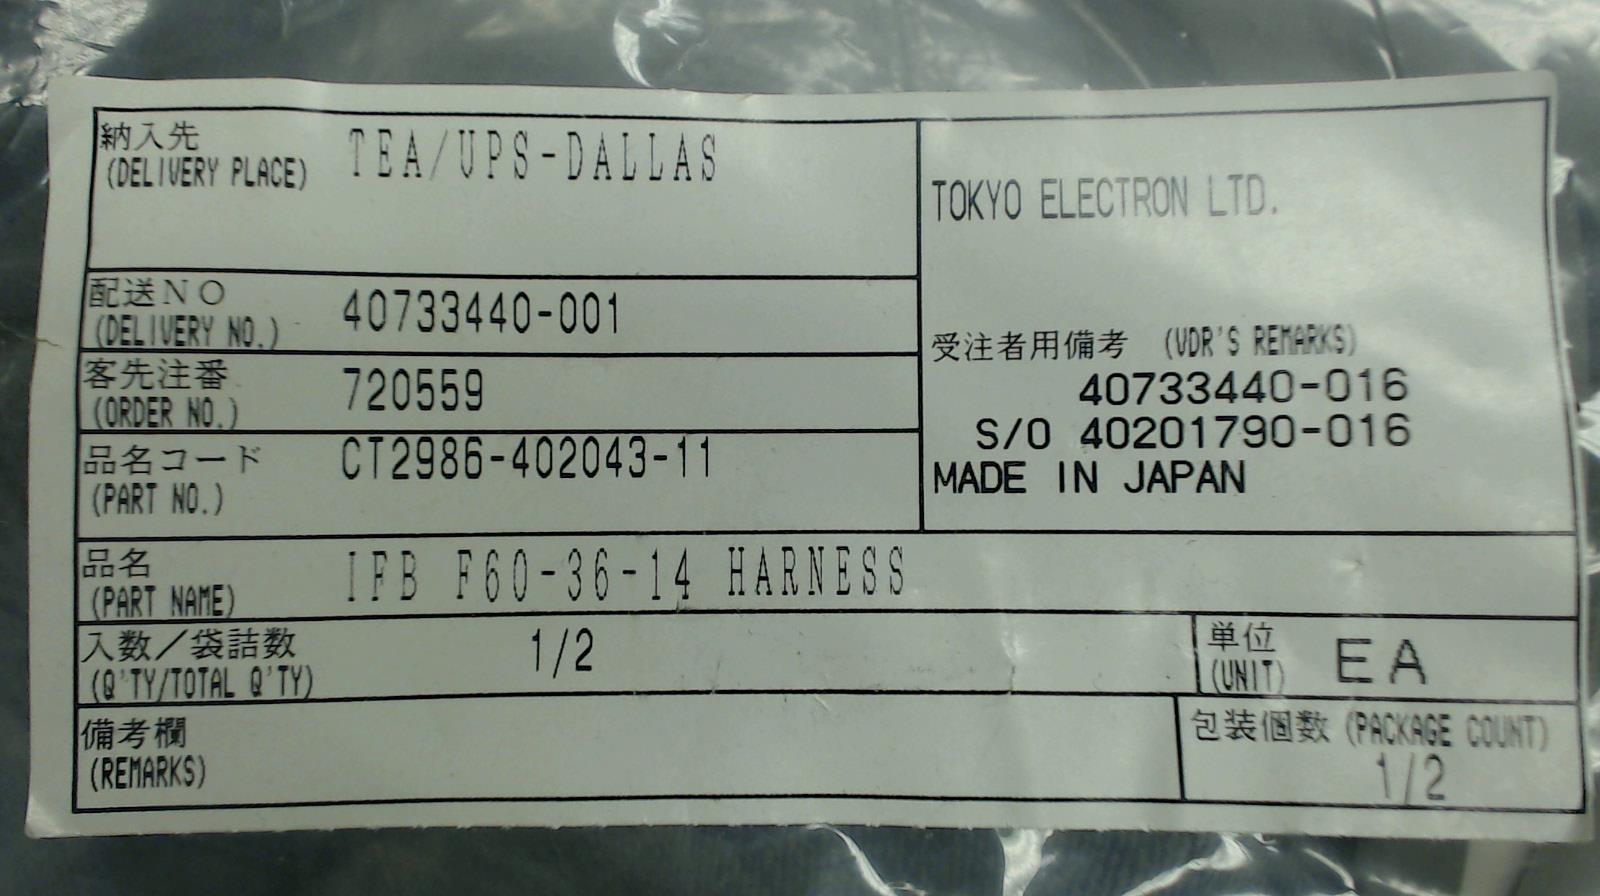 納入先
(DELIVERY PLACE)
TEA/UPS-DALLAS
TOKYO ELECTRON LTD.
配送NO
(DELIVERY NO.)
40733440-001
客先注番
(ORDER NO.)
720559
品名コード
(PART NO.)
CT2986-402043-11
受注者用備考 (VDR'S REMARKS)
40733440-016
S/O 40201790-016
MADE IN JAPAN
品名
(PART NAME)
IFB F60-36-14 HARNESS
入数/袋詰数
(Q'TY/TOTAL Q'TY)
1/2
単位
(UNIT)
EA
備考欄
(REMARKS)
包装個数 (PACKAGE COUNT)
1/2